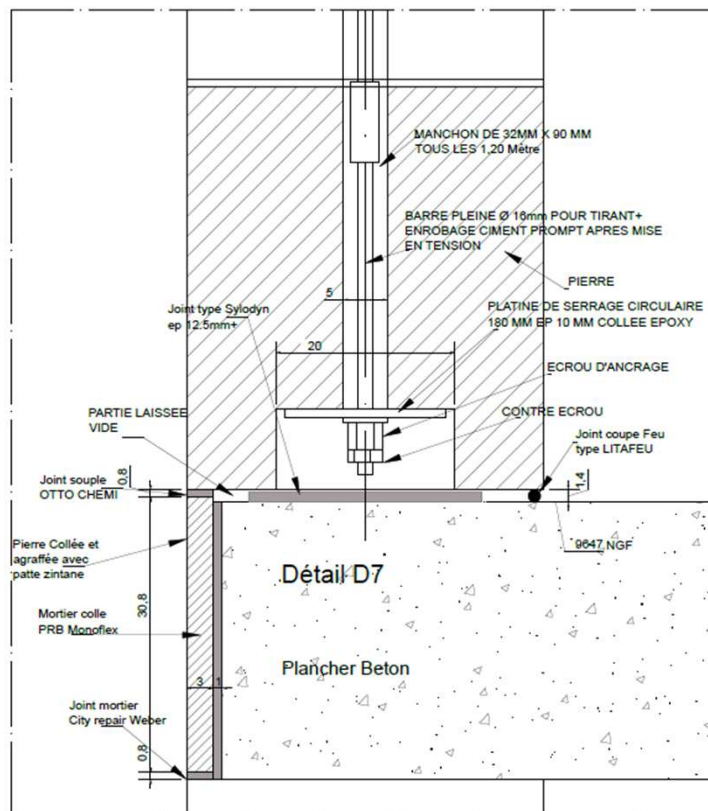 MANCHON DE 32MM X 90 MM
TOUS LES 1,20 Mètre
BARRE PLEINE Ø 16mm POUR TIRANT+
ENROBAGE CIMENT PROMPT APRES MISE
EN TENSION
PIERRE
5
Joint type Sylodyn
ep 12.5mm+
PLATINE DE SERRAGE CIRCULAIRE
180 MM EP 10 MM COLLEE EPOXY
20
ECROU D'ANCRAGE
PARTIE LAISSEE
VIDE
CONTRE ECROU
Joint coupe Feu
type LITAFEU
0,8
Joint souple
OTTO CHEMI
1,4
9647 NGF
Pierre Collée et
agraffée avec
patte zintane
Détail D7
30,8
Mortier colle
PRB Monoflex
Plancher Beton
3
1
Joint mortier
City repair Weber
0,8